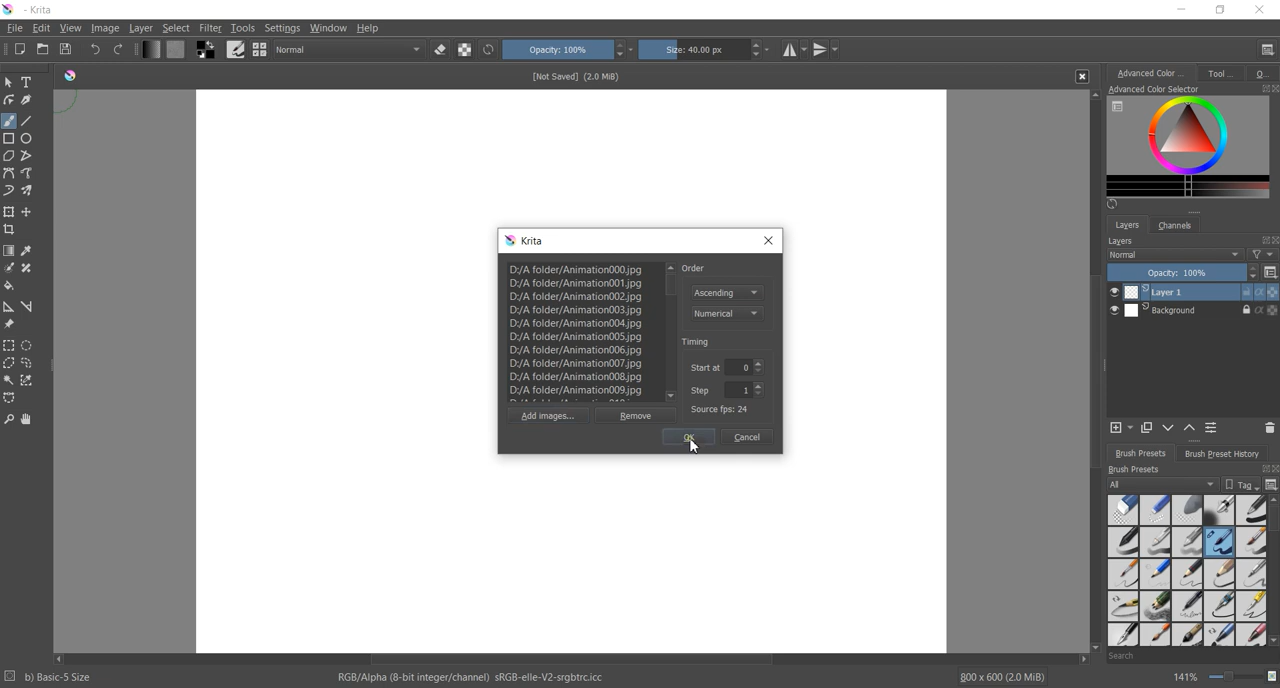 - Krita
File Edit View Image Layer Select Filter Tools Settings Window Help
Normal Opacity: 100% Size: 40.00 px
[Not Saved] (2.0 MiB)
Advanced Color ... Tool ... O...
Advanced Color Selector
Layers Channels
Layers
Normal
Opacity: 100%
Layer 1
Background
Krita
D:/A folder/Animation000.jpg
D:/A folder/Animation001.jpg
D:/A folder/Animation002.jpg
D:/A folder/Animation003.jpg
D:/A folder/Animation004.jpg
D:/A folder/Animation005.jpg
D:/A folder/Animation006.jpg
D:/A folder/Animation007.jpg
D:/A folder/Animation008.jpg
D:/A folder/Animation009.jpg
Order
Ascending
Numerical
Timing
Start at 0
Step 1
Source fps: 24
Add images... Remove
OK Cancel
Brush Presets Brush Preset History
Brush Presets
All Tag
Search
b) Basic-5 Size
RGB/Alpha (8-bit integer/channel) sRGB-elle-V2-srgbtrc.icc
800 x 600 (2.0 MiB)
141%